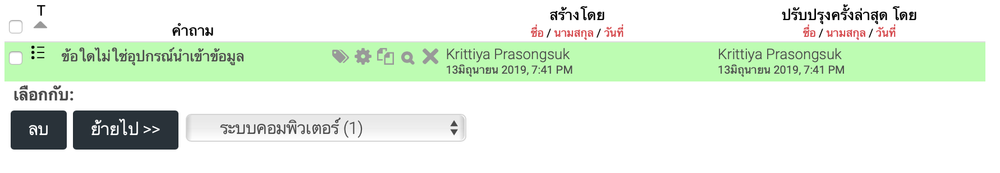 T
คำถาม
สร้างโดย
ชื่อ / นามสกุล / วันที่
ปรับปรุงครั้งล่าสุด โดย
ชื่อ / นามสกุล / วันที่
ข้อใดไม่ใช่อุปกรณ์นำเข้าข้อมูล
Krittiya Prasongsuk
13มิถุนายน 2019, 7:41 PM
Krittiya Prasongsuk
13มิถุนายน 2019, 7:41 PM
เลือกกับ:
ลบ
ย้ายไป >>
ระบบคอมพิวเตอร์ (1)